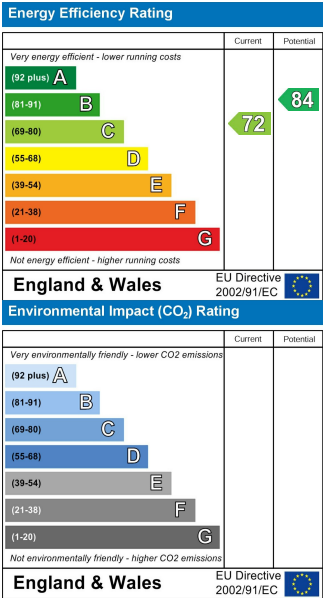 Energy Efficiency Rating
Current Potential
Very energy efficient - lower running costs
(92 plus) A
84
(81-91) B
72
(69-80) C
(55-68) D
(39-54) E
(21-38) F
(1-20) G
Not energy efficient - higher running costs
England & Wales
EU Directive
2002/91/EC
Environmental Impact (CO₂) Rating
Current Potential
Very environmentally friendly - lower CO2 emissions
(92 plus) A
(81-91) B
(69-80) C
(55-68) D
(39-54) E
(21-38) F
(1-20) G
Not environmentally friendly - higher CO2 emissions
England & Wales
EU Directive
2002/91/EC